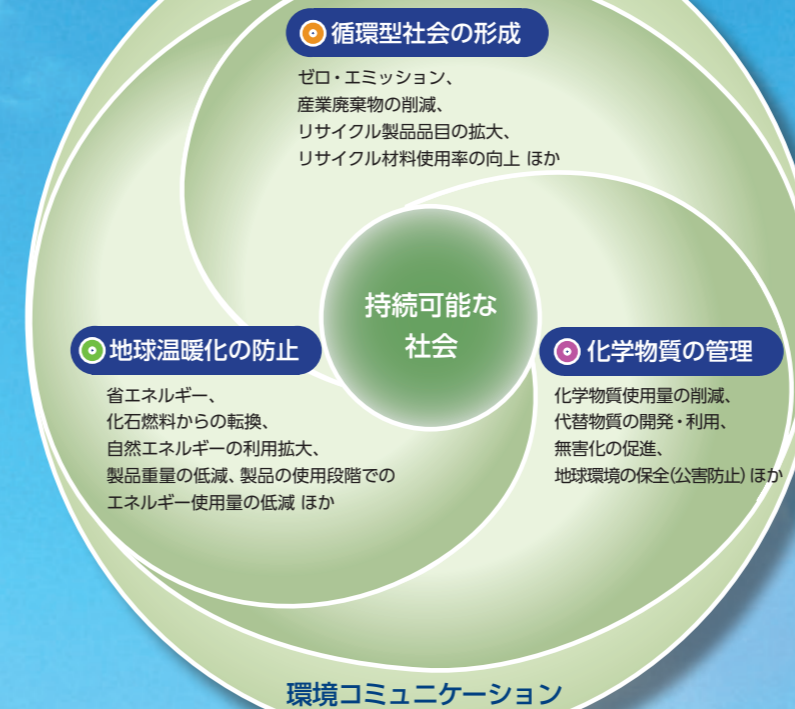 循環型社会の形成
ゼロ・エミッション、
産業廃棄物の削減、
リサイクル製品品目の拡大、
リサイクル材料使用率の向上 ほか
持続可能な
社会
地球温暖化の防止
省エネルギー、
化石燃料からの転換、
自然エネルギーの利用拡大、
製品重量の低減、製品の使用段階での
エネルギー使用量の低減 ほか
化学物質の管理
化学物質使用量の削減、
代替物質の開発・利用、
無害化の促進、
地球環境の保全(公害防止) ほか
環境コミュニケーション